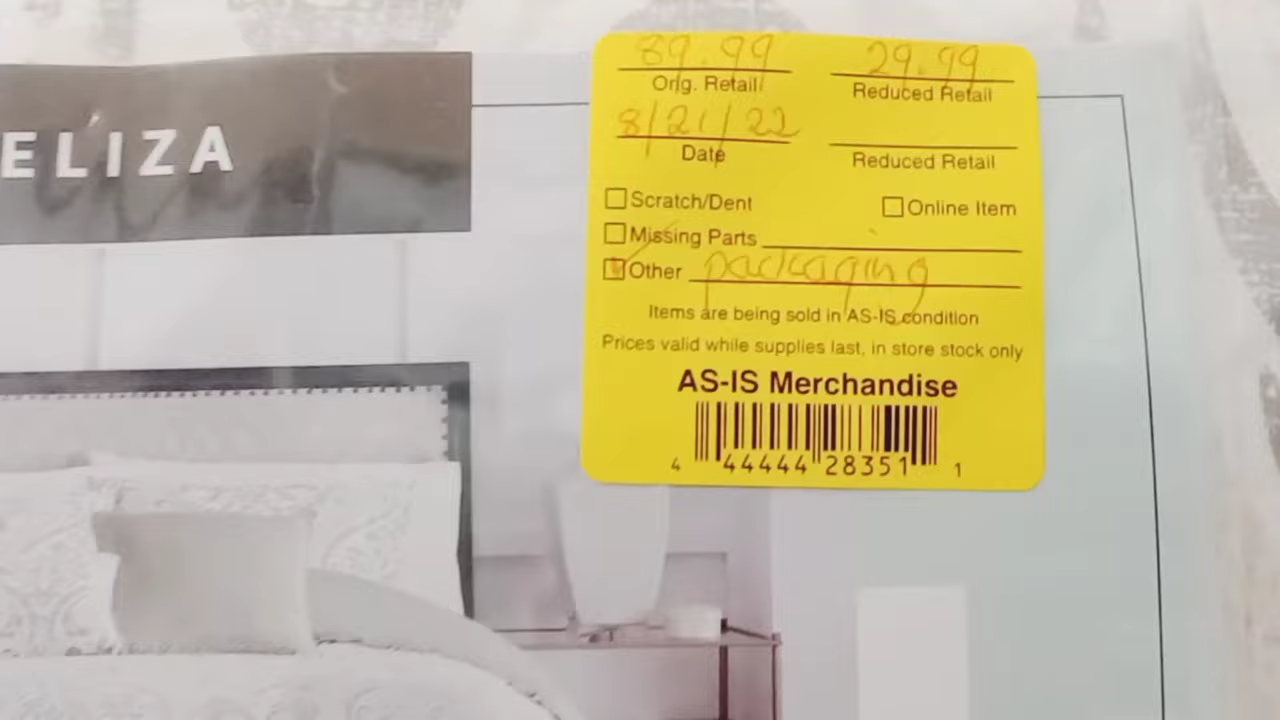 ELIZA
89.99 29.99
Orig. Retail Reduced Retail
8/21/22
Date Reduced Retail
Scratch/Dent Online Item
Missing Parts
Other packaging
Items are being sold in AS-IS condition
Prices valid while supplies last, in store stock only
AS-IS Merchandise
4 44444 28351 1